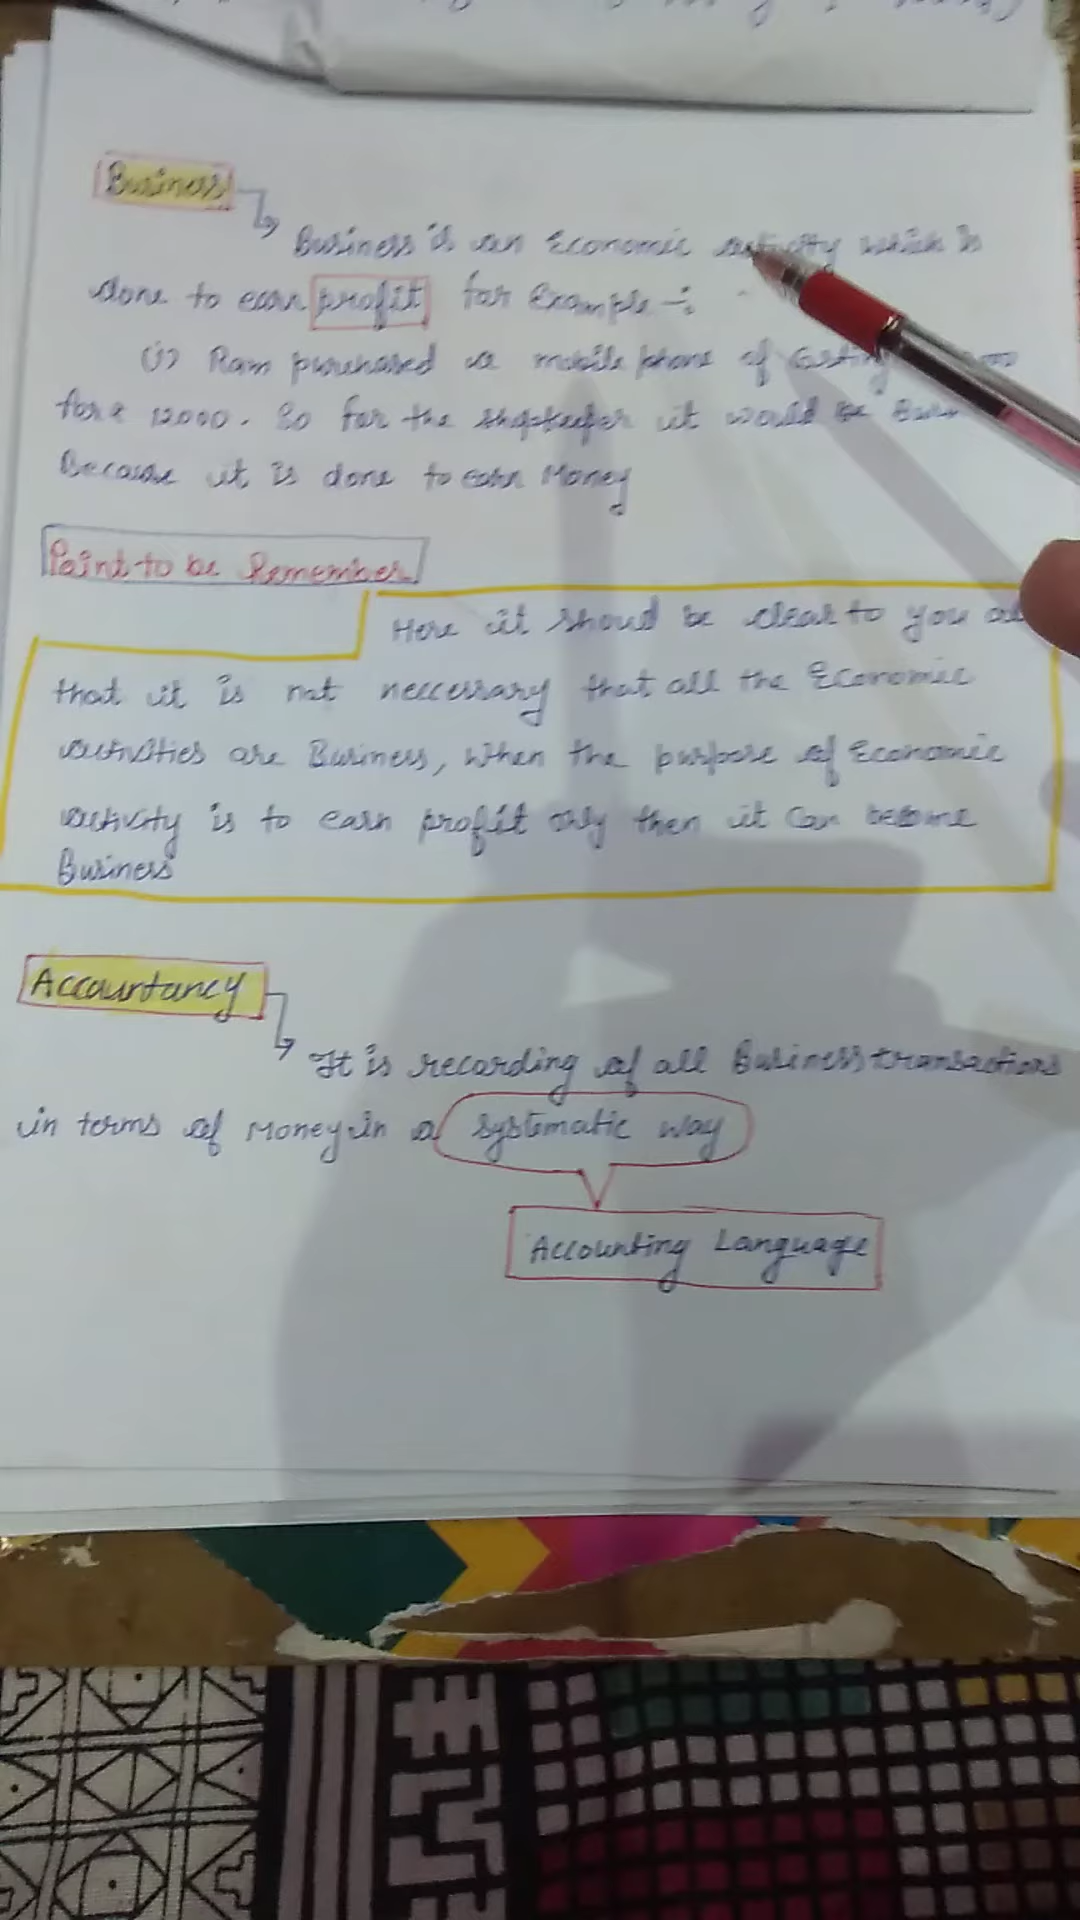 Business
Business is an Economic activity which is
done to earn profit for Example -:
(i) Ram purchased a mobile phone of Costing
for ₹ 12000. So for the shopkeeper it would be
Because it is done to earn Money
Point to be Remember
Here it shoud be clear to you
that it is not neccessary that all the Economic
activities are Business, When the purpose of Economic
activity is to earn profit only then it can become
Business
Accountancy
It is recording of all Business transactions
in terms of Money in a systematic way
Accounting Language